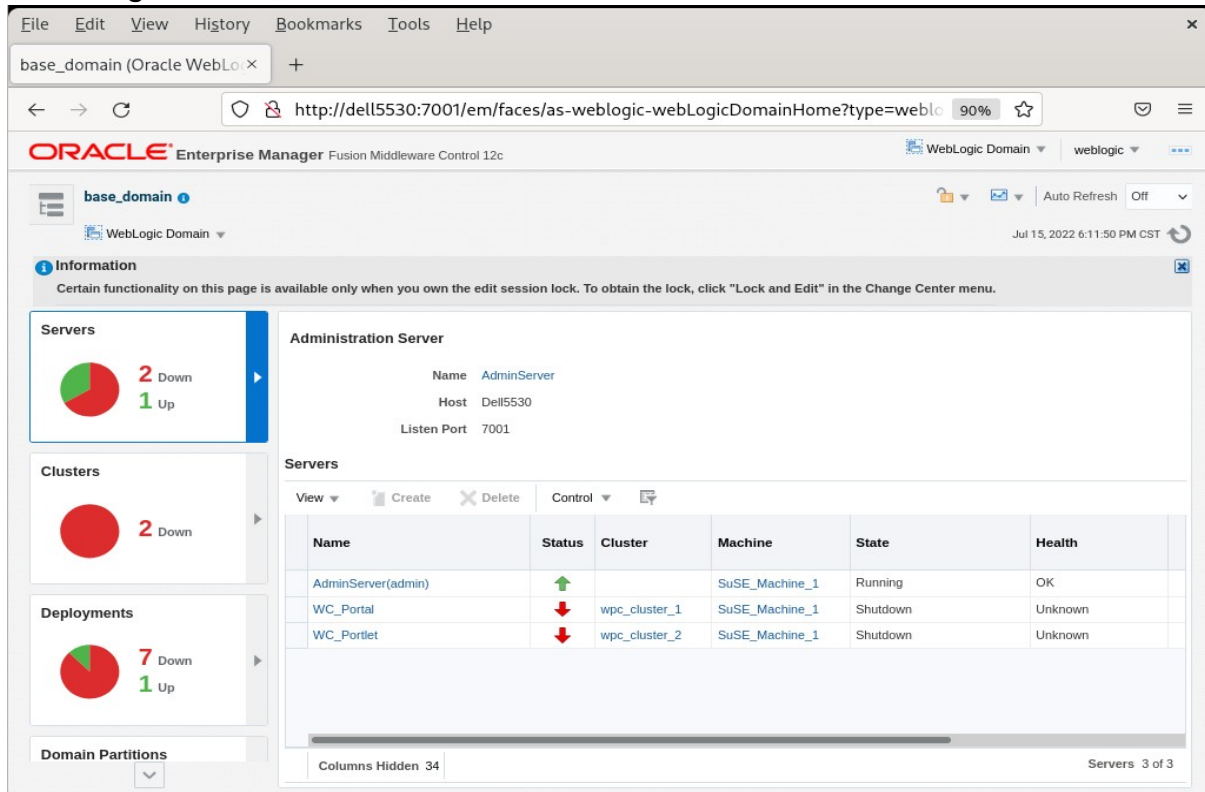 File Edit View History Bookmarks Tools Help ×
base_domain (Oracle WebLo × +
http://dell5530:7001/em/faces/as-weblogic-webLogicDomainHome?type=weblo 90%
ORACLE Enterprise Manager Fusion Middleware Control 12c WebLogic Domain weblogic
base_domain Auto Refresh Off
WebLogic Domain Jul 15, 2022 6:11:50 PM CST
Information
Certain functionality on this page is available only when you own the edit session lock. To obtain the lock, click "Lock and Edit" in the Change Center menu.
Servers
2 Down
1 Up
Clusters
2 Down
Deployments
7 Down
1 Up
Domain Partitions
Administration Server
Name AdminServer
Host Dell5530
Listen Port 7001
Servers
View Create Delete Control
Name Status Cluster Machine State Health
AdminServer(admin) SuSE_Machine_1 Running OK
WC_Portal wpc_cluster_1 SuSE_Machine_1 Shutdown Unknown
WC_Portlet wpc_cluster_2 SuSE_Machine_1 Shutdown Unknown
Columns Hidden 34 Servers 3 of 3